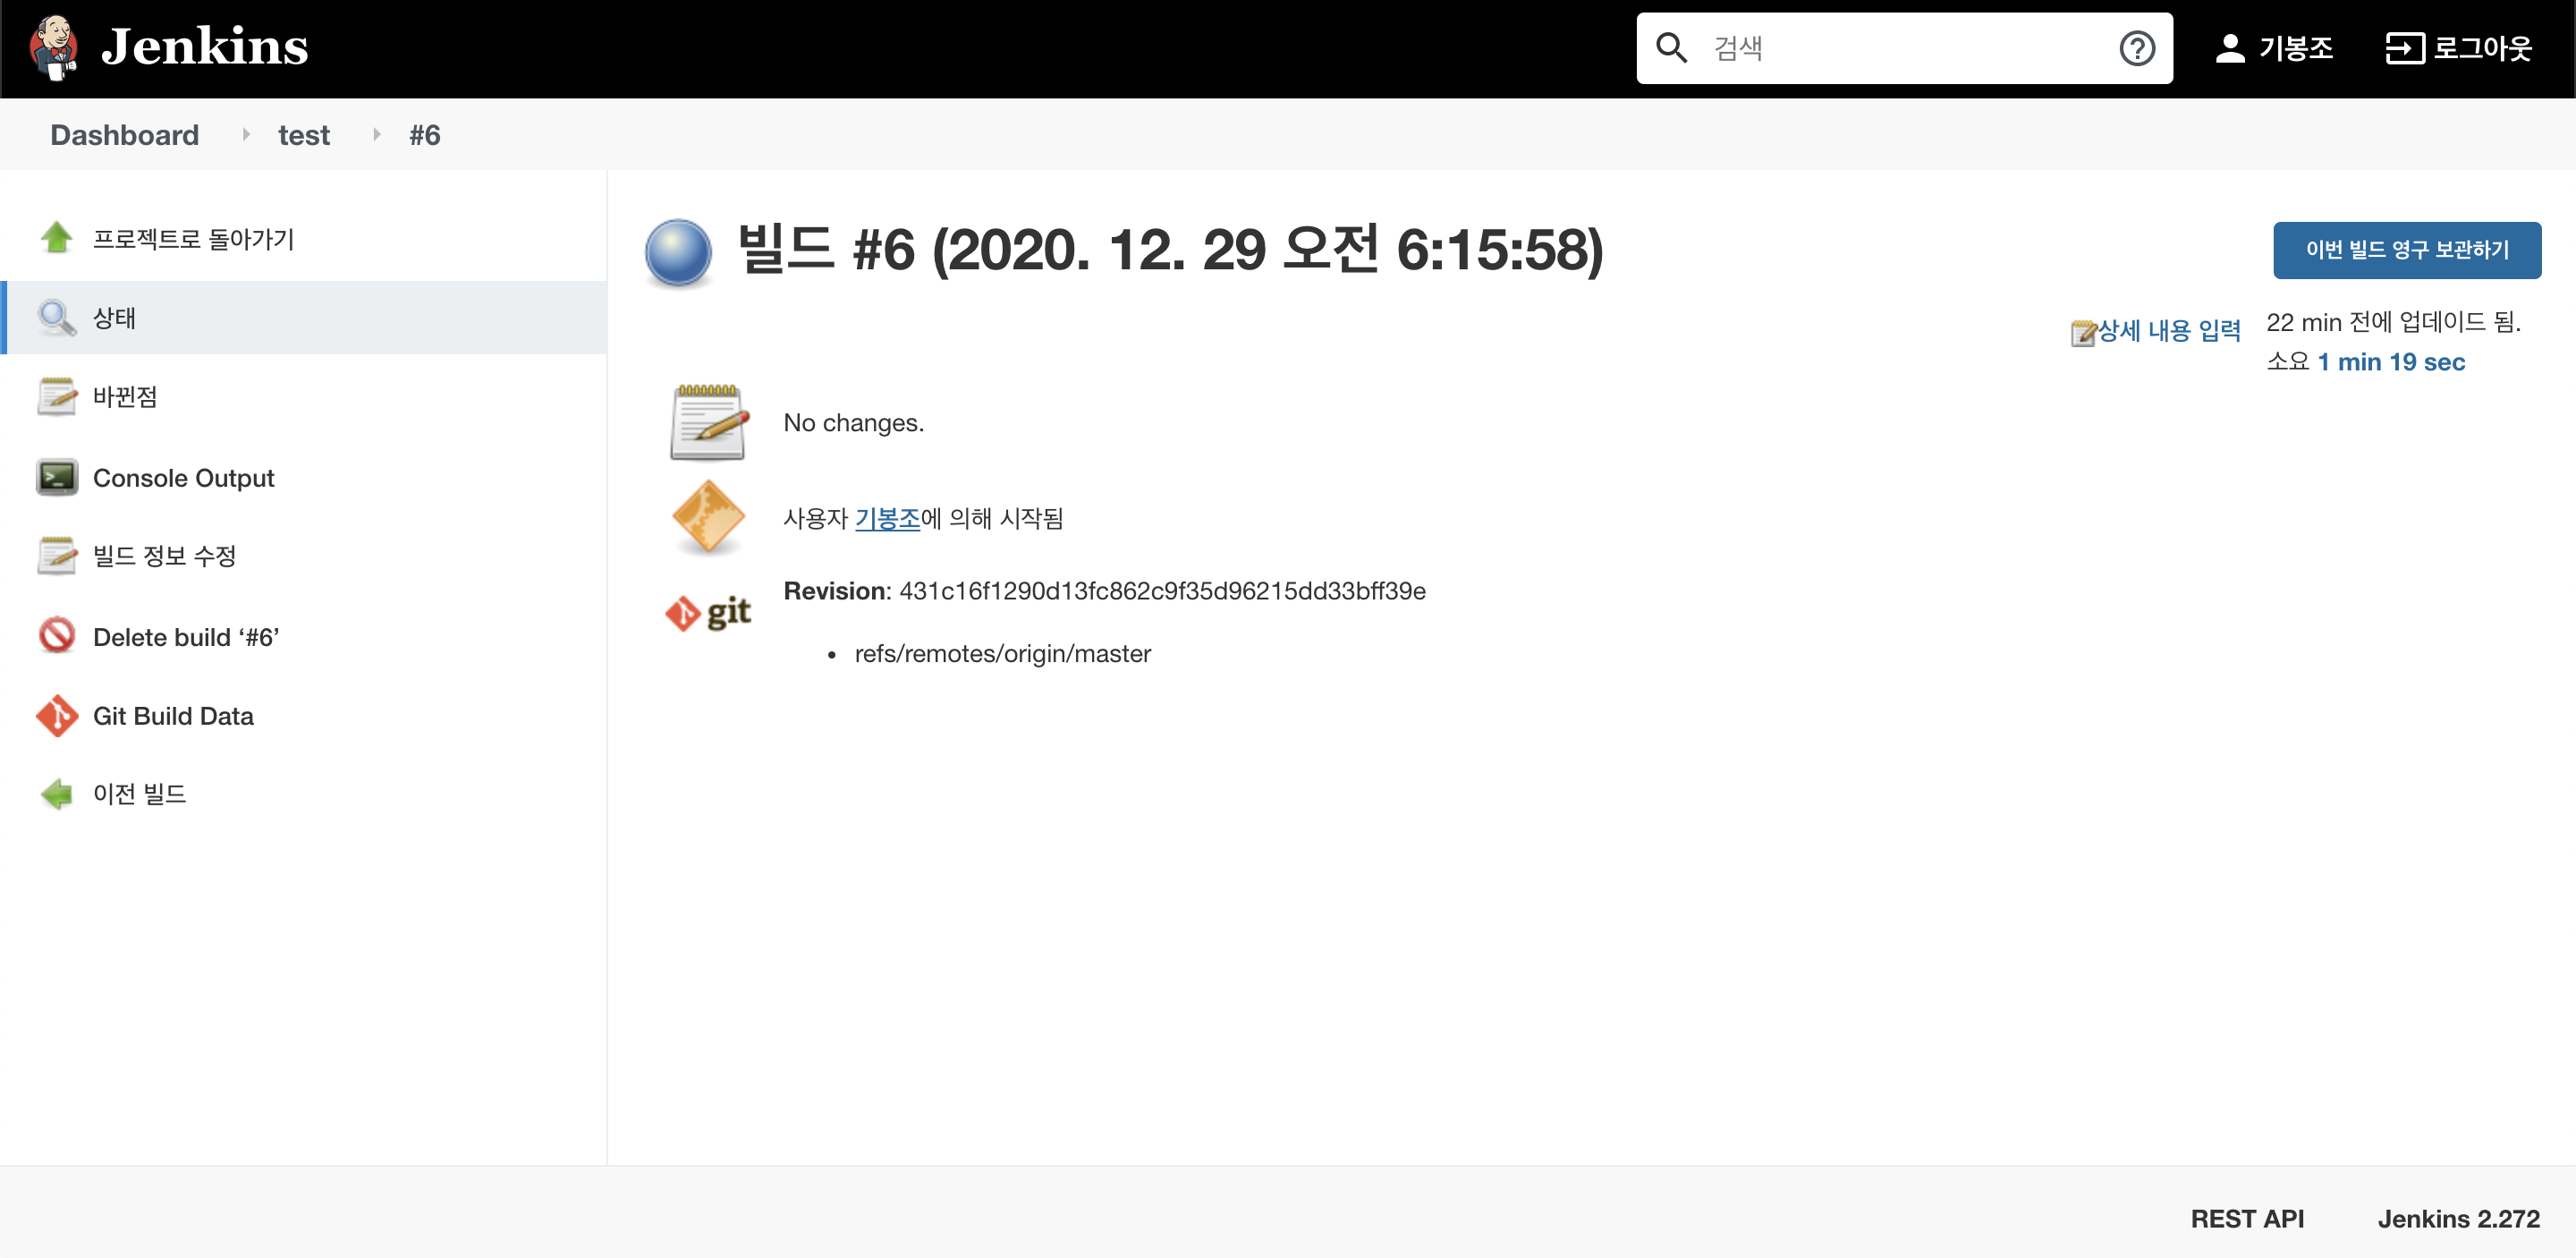 Jenkins
검색
기봉조
로그아웃
Dashboard
test
#6
프로젝트로 돌아가기
상태
바뀐점
Console Output
빌드 정보 수정
Delete build ‘#6’
Git Build Data
이전 빌드
빌드 #6 (2020. 12. 29 오전 6:15:58)
이번 빌드 영구 보관하기
상세 내용 입력
22 min 전에 업데이트 됨.
소요 1 min 19 sec
No changes.
사용자 기봉조에 의해 시작됨
git
Revision: 431c16f1290d13fc862c9f35d96215dd33bff39e
• refs/remotes/origin/master
REST API
Jenkins 2.272